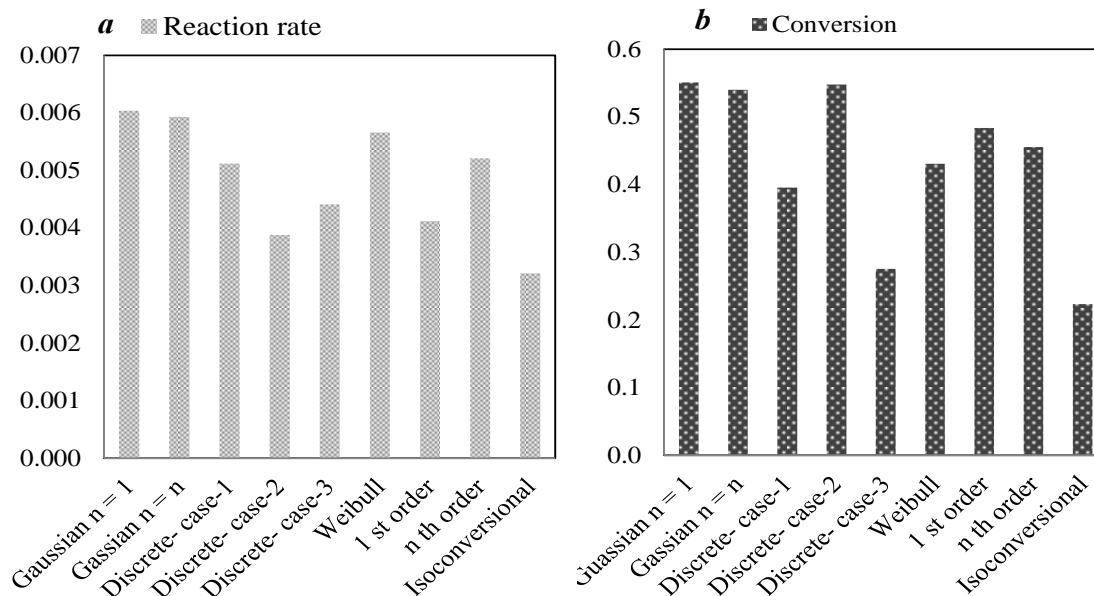 a Reaction rate
0.007
0.006
0.005
0.004
0.003
0.002
0.001
0.000
Gaussian n = 1
Gassian n = n
Discrete- case-1
Discrete- case-2
Discrete- case-3
Weibull
1 st order
n th order
Isoconversional
b Conversion
0.6
0.5
0.4
0.3
0.2
0.1
0.0
Guassian n = 1
Gassian n = n
Discrete- case-1
Discrete- case-2
Discrete- case-3
Weibull
1 st order
n th order
Isoconversional